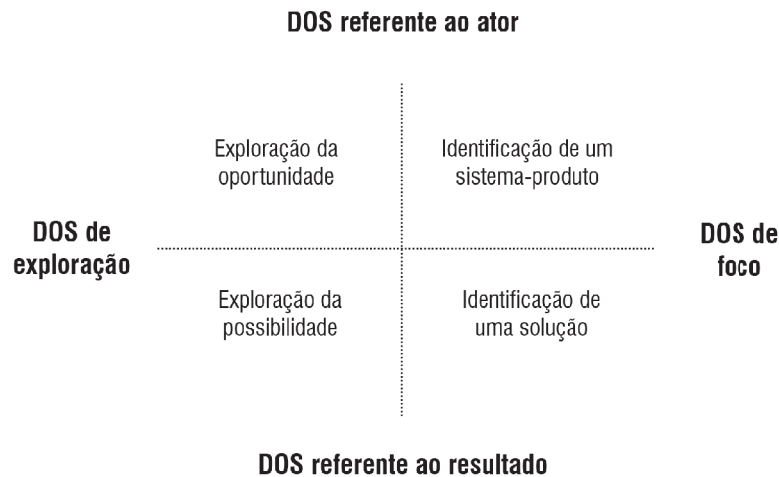 DOS referente ao ator
Exploração da
oportunidade
Identificação de um
sistema-produto
DOS de
exploração
DOS de
foco
Exploração da
possibilidade
Identificação de
uma solução
DOS referente ao resultado